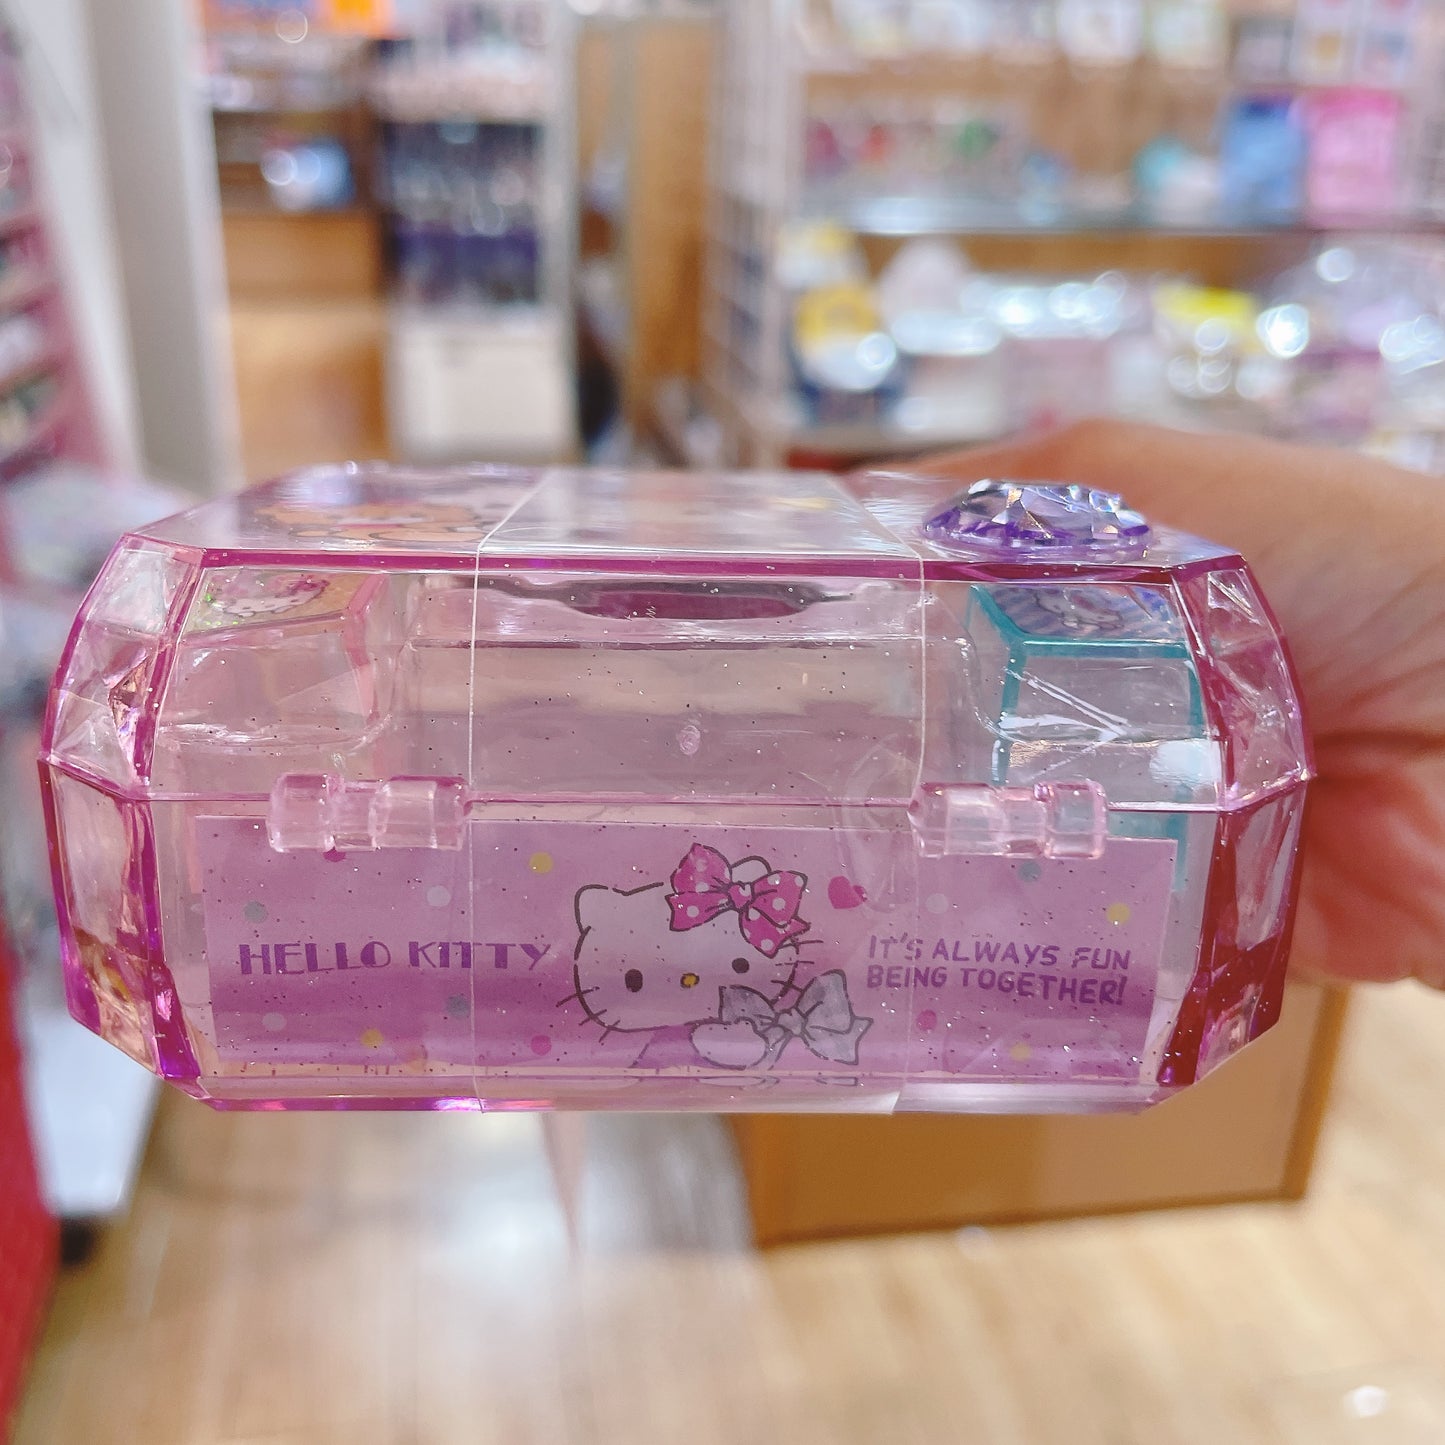 HELLO KITTY
IT'S ALWAYS FUN
BEING TOGETHER!